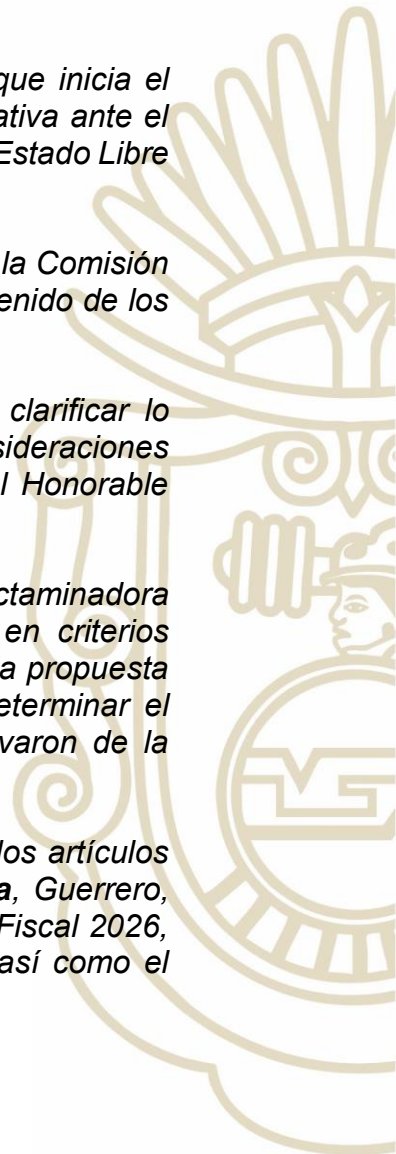 que inicia el
ativa ante el
Estado Libre
la Comisión
enido de los
clarificar lo
sideraciones
l Honorable
ctaminadora
en criterios
a propuesta
eterminar el
varon de la
los artículos
a, Guerrero,
Fiscal 2026,
así como el